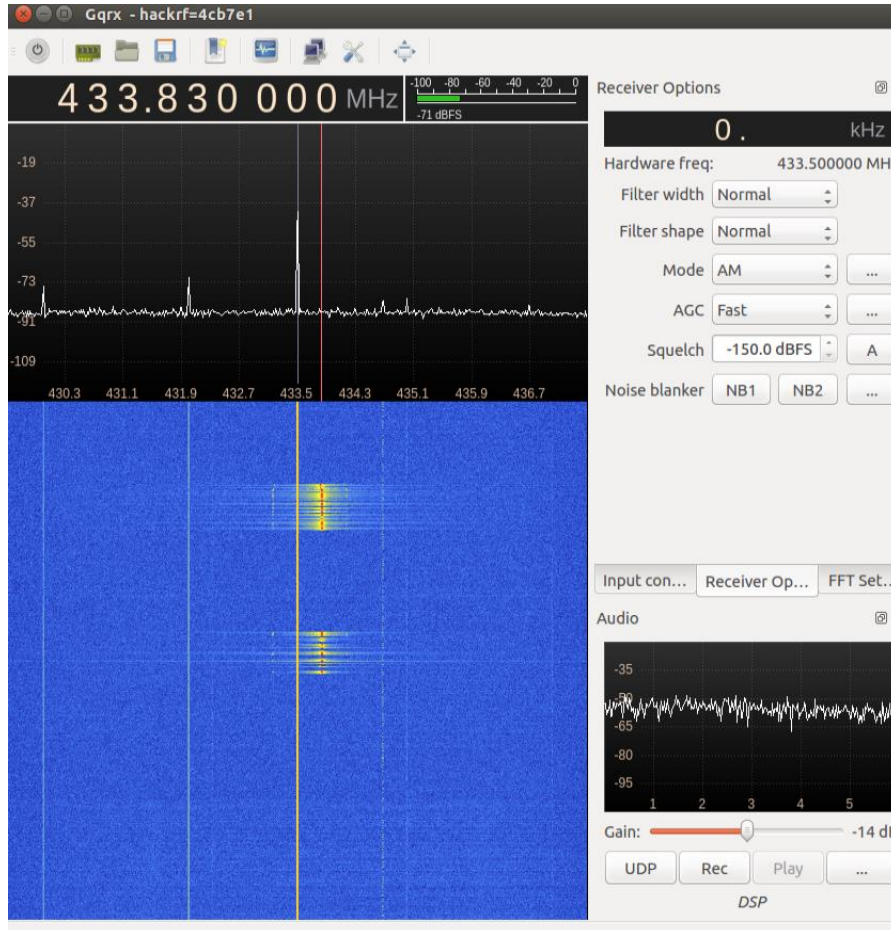 Gqrx - hackrf=4cb7e1
433.830 000 MHz
-100 -80 -60 -40 -20 0
-71 dBFS
-19
-37
-55
-73
-91
-109
430.3 431.1 431.9 432.7 433.5 434.3 435.1 435.9 436.7
Receiver Options
0. kHz
Hardware freq: 433.500000 MH
Filter width Normal
Filter shape Normal
Mode AM ...
AGC Fast ...
Squelch -150.0 dBFS A
Noise blanker NB1 NB2 ...
Input con... Receiver Op... FFT Set..
Audio
-35
-50
-65
-80
-95
1 2 3 4 5
Gain: -14 dB
UDP Rec Play ...
DSP